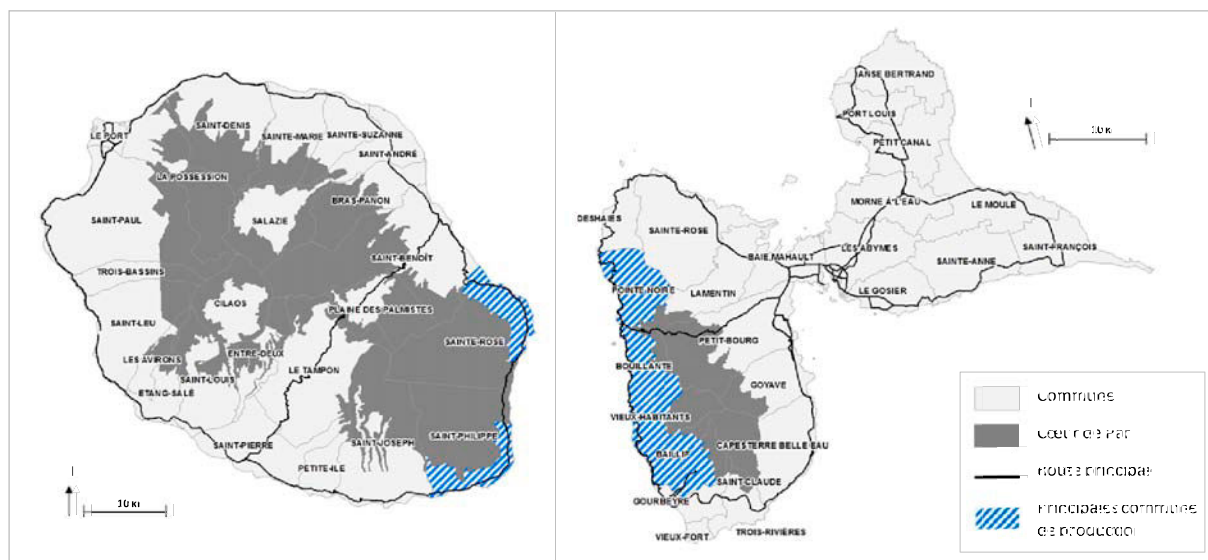 SAINT-DENIS
SAINTE-MARIE
SAINTE-SUZANNE
LE PORT
SAINT-ANDRÉ
LA POSSESSION
BRAS-PANON
SAINT-PAUL
SALAZIE
SAINT-BENOÎT
TROIS-BASSINS
CILAOS
PLAINE DES PALMISTES
SAINT-LEU
SAINTE-ROSE
LES AVIRONS
ENTRE-DEUX
LE TAMPON
SAINT-LOUIS
ETANG-SALÉ
SAINT-PHILIPPE
SAINT-PIERRE
SAINT-JOSEPH
PETITE-ILE
ANSE BERTRAND
PORT LOUIS
PETIT CANAL
MORNE À L'EAU
LE MOULE
DESHAIES
SAINTE-ROSE
LES ABYMES
SAINT-FRANÇOIS
BAIE MAHAULT
SAINTE-ANNE
POINTE-NOIRE
LAMENTIN
LE GOSIER
PETIT-BOURG
BOUILLANTE
GOYAVE
VIEUX-HABITANTS
CAPESTERRE BELLE EAU
BAILLIF
SAINT-CLAUDE
GOURBEYRE
TROIS-RIVIÈRES
VIEUX-FORT
de